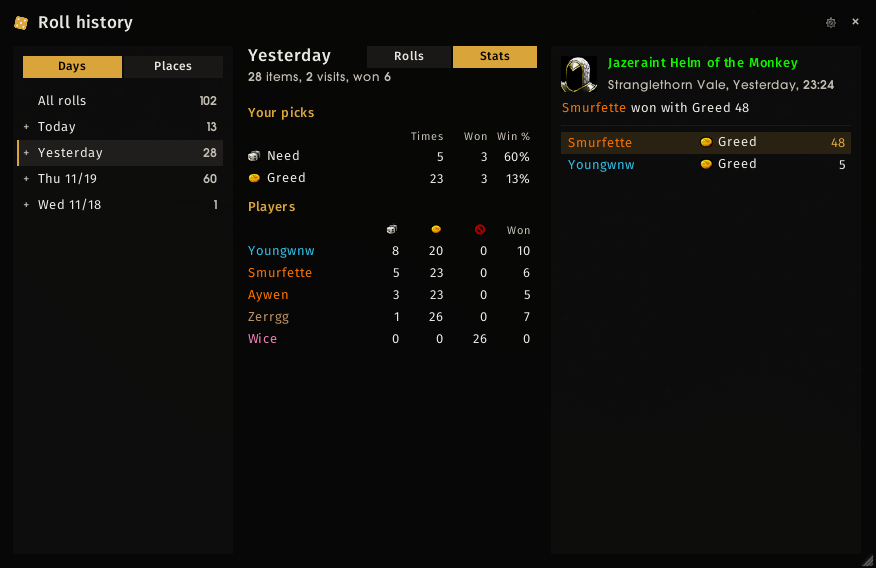 Roll history
Days Places
All rolls 102
+ Today 13
+ Yesterday 28
+ Thu 11/19 60
+ Wed 11/18 1
Yesterday Rolls Stats
28 items, 2 visits, won 6
Your picks
Times Won Win %
Need 5 3 60%
Greed 23 3 13%
Players
Won
Youngwnw 8 20 0 10
Smurfette 5 23 0 6
Aywen 3 23 0 5
Zerrgg 1 26 0 7
Wice 0 0 26 0
Jazeraint Helm of the Monkey
Stranglethorn Vale, Yesterday, 23:24
Smurfette won with Greed 48
Smurfette Greed 48
Youngwnw Greed 5